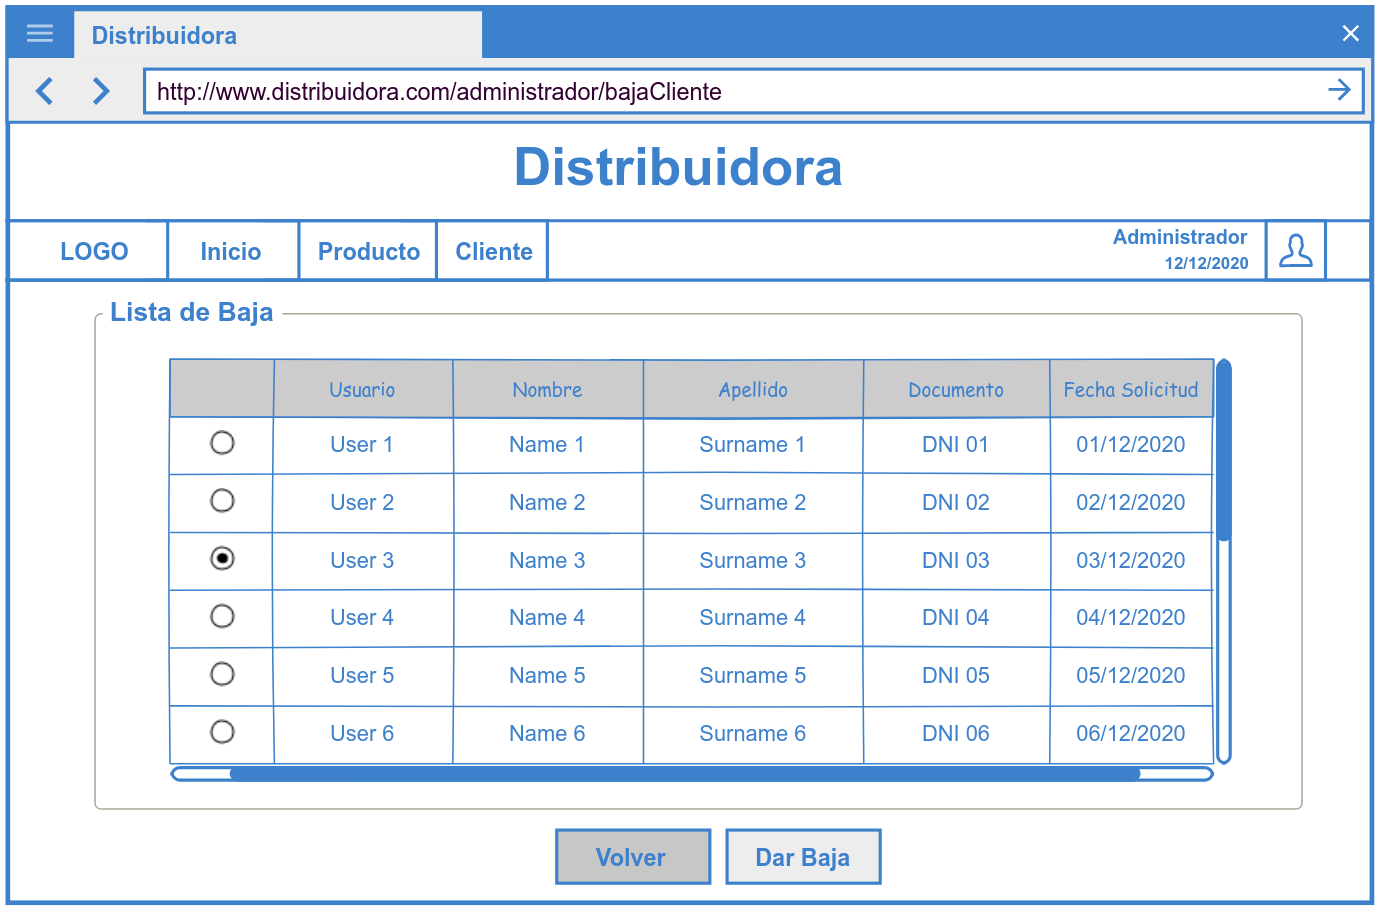 Distribuidora
http://www.distribuidora.com/administrador/bajaCliente
Distribuidora
LOGO Inicio Producto Cliente Administrador
12/12/2020
Lista de Baja
Usuario Nombre Apellido Documento Fecha Solicitud
User 1 Name 1 Surname 1 DNI 01 01/12/2020
User 2 Name 2 Surname 2 DNI 02 02/12/2020
User 3 Name 3 Surname 3 DNI 03 03/12/2020
User 4 Name 4 Surname 4 DNI 04 04/12/2020
User 5 Name 5 Surname 5 DNI 05 05/12/2020
User 6 Name 6 Surname 6 DNI 06 06/12/2020
Volver Dar Baja